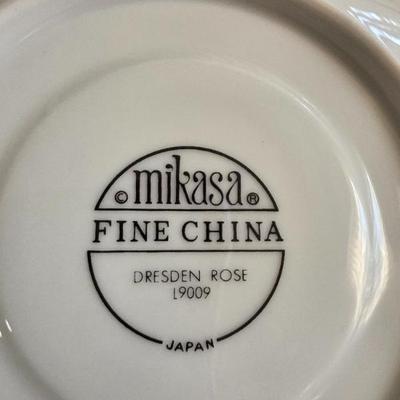 © mikasa ®
FINE CHINA
DRESDEN ROSE
L9009
JAPAN